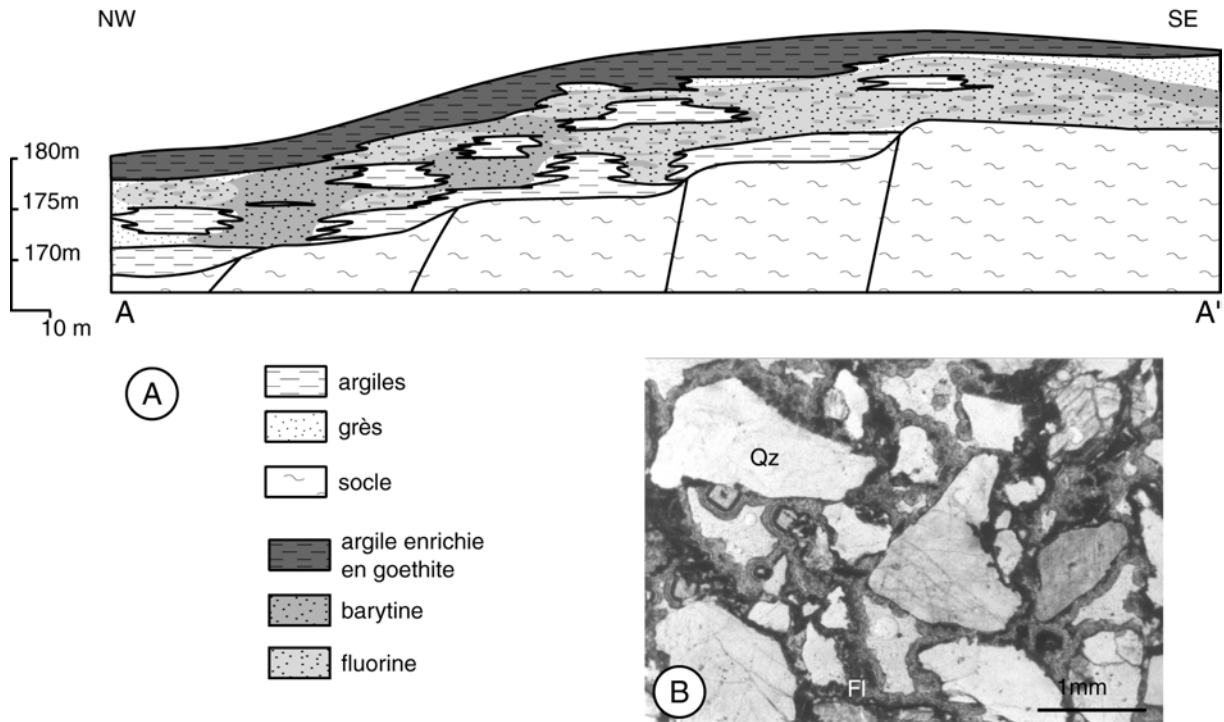 NW
SE
180m
175m
170m
10 m
A
A'
A
argiles
grès
socle
argile enrichie
en goethite
barytine
fluorine
Qz
Fl
1mm
B